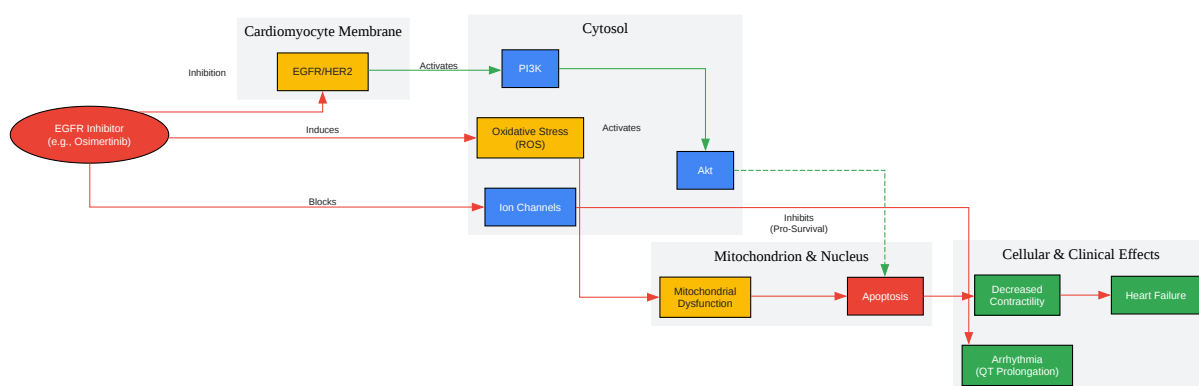 Cardiomyocyte Membrane
Cytosol
Inhibition
EGFR/HER2
Activates
PI3K
EGFR Inhibitor
(e.g., Osimertinib)
Induces
Oxidative Stress
(ROS)
Activates
Akt
Blocks
Ion Channels
Inhibits
(Pro-Survival)
Mitochondrion & Nucleus
Cellular & Clinical Effects
Mitochondrial
Dysfunction
Apoptosis
Decreased
Contractility
Heart Failure
Arrhythmia
(QT Prolongation)